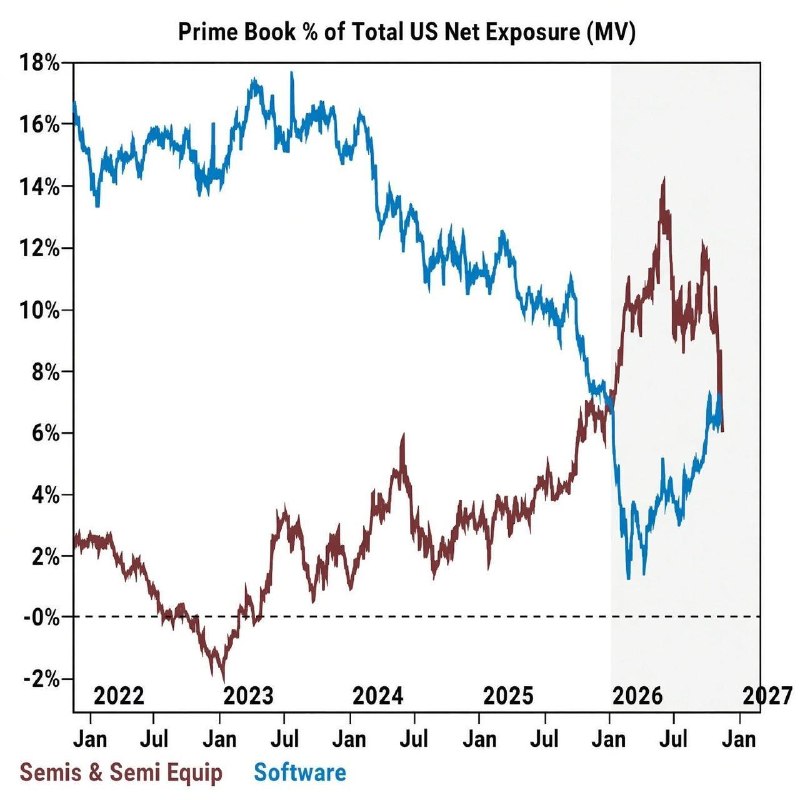 Prime Book % of Total US Net Exposure (MV)
18%
16%
14%
12%
10%
8%
6%
4%
2%
-0%
-2%
2022 2023 2024 2025 2026 2027
Jan Jul Jan Jul Jan Jul Jan Jul Jan Jul Jan
Semis & Semi Equip Software